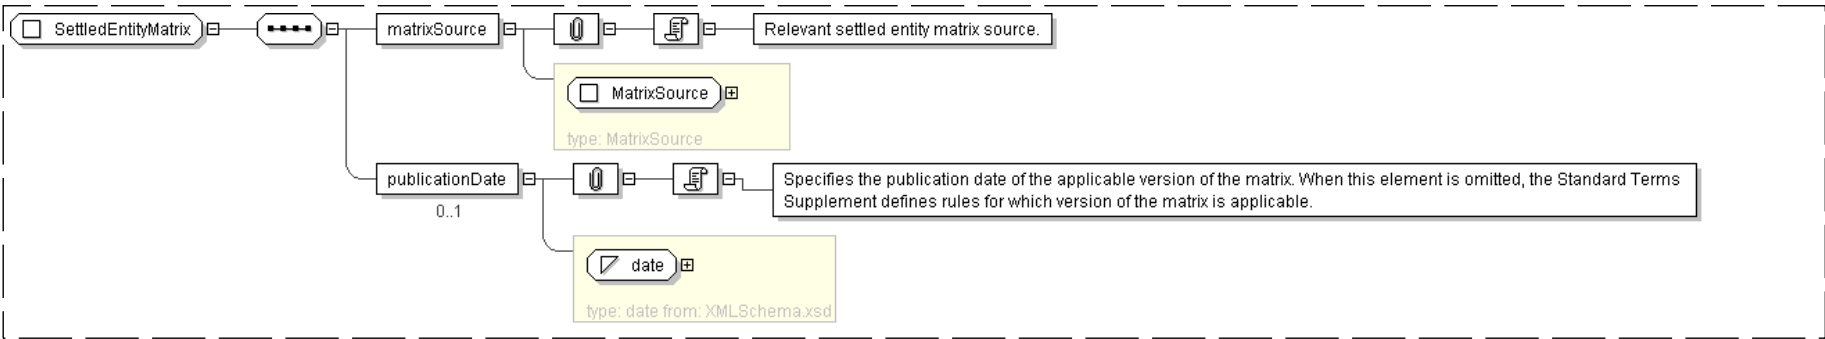 SettledEntityMatrix
matrixSource
Relevant settled entity matrix source.
MatrixSource
type: MatrixSource
publicationDate
0..1
Specifies the publication date of the applicable version of the matrix. When this element is omitted, the Standard Terms
Supplement defines rules for which version of the matrix is applicable.
date
type: date from: XMLSchema.xsd